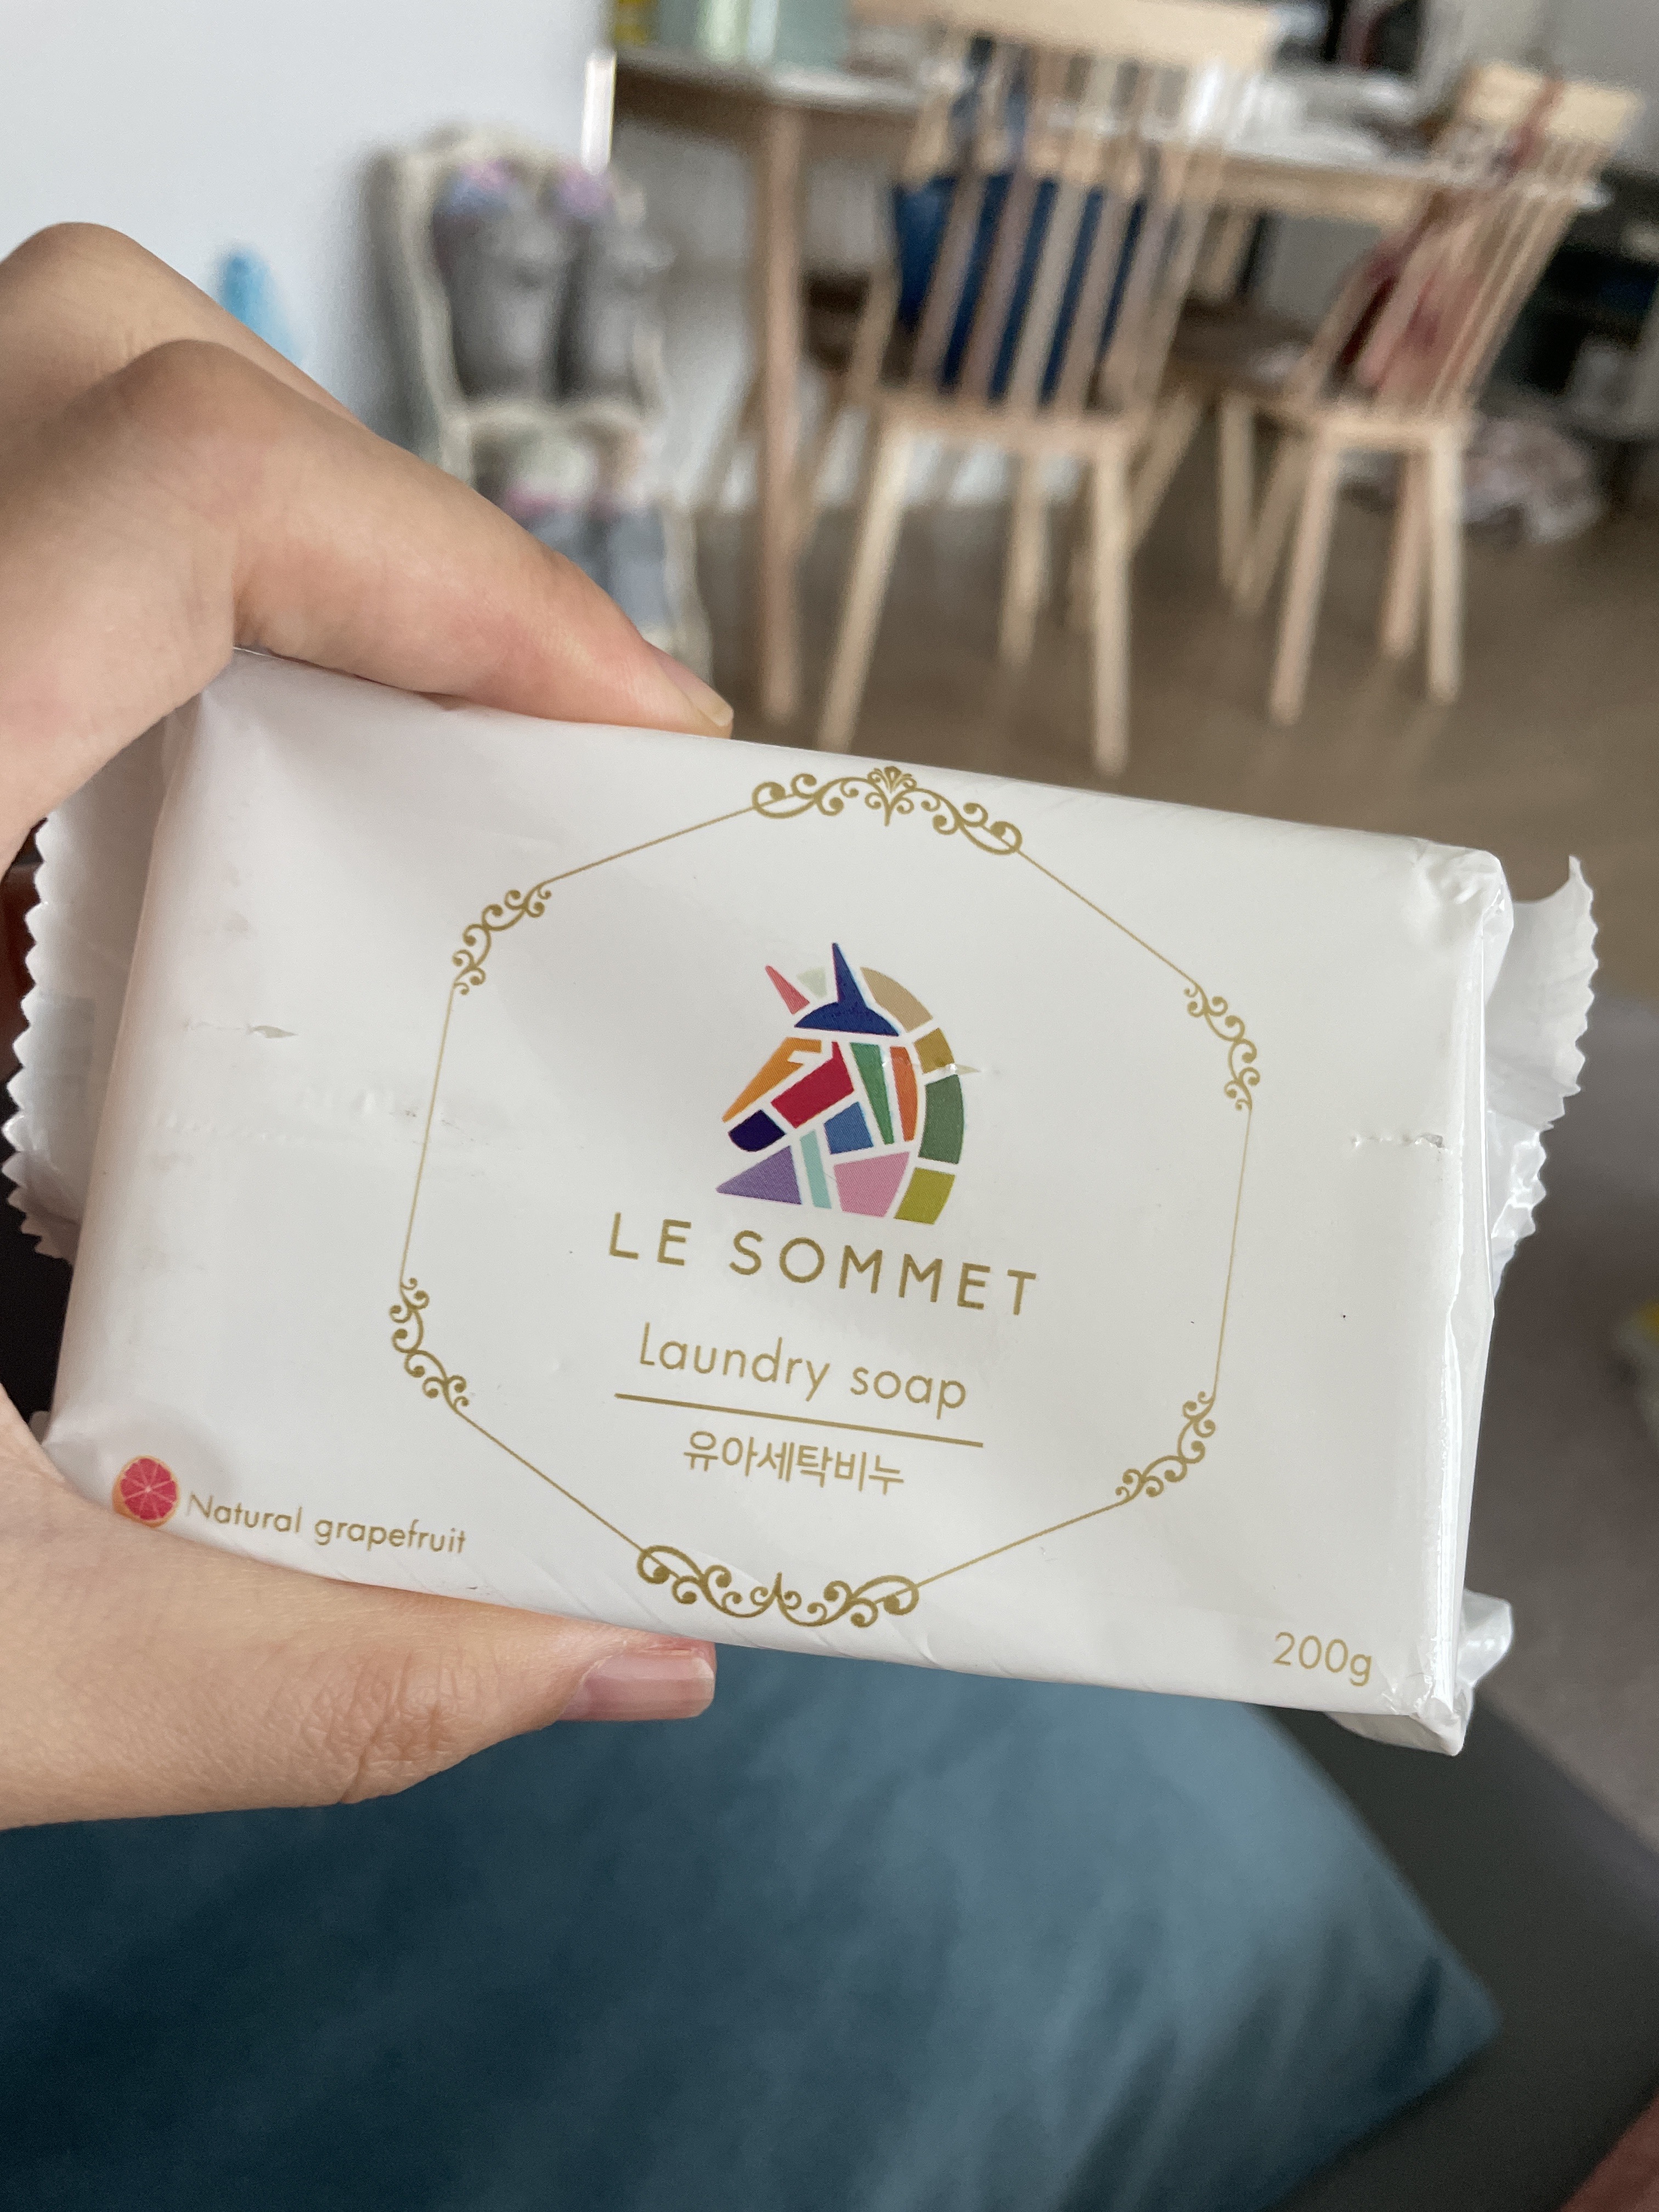 LE SOMMET
Laundry soap
유아세탁비누
Natural grapefruit
200g